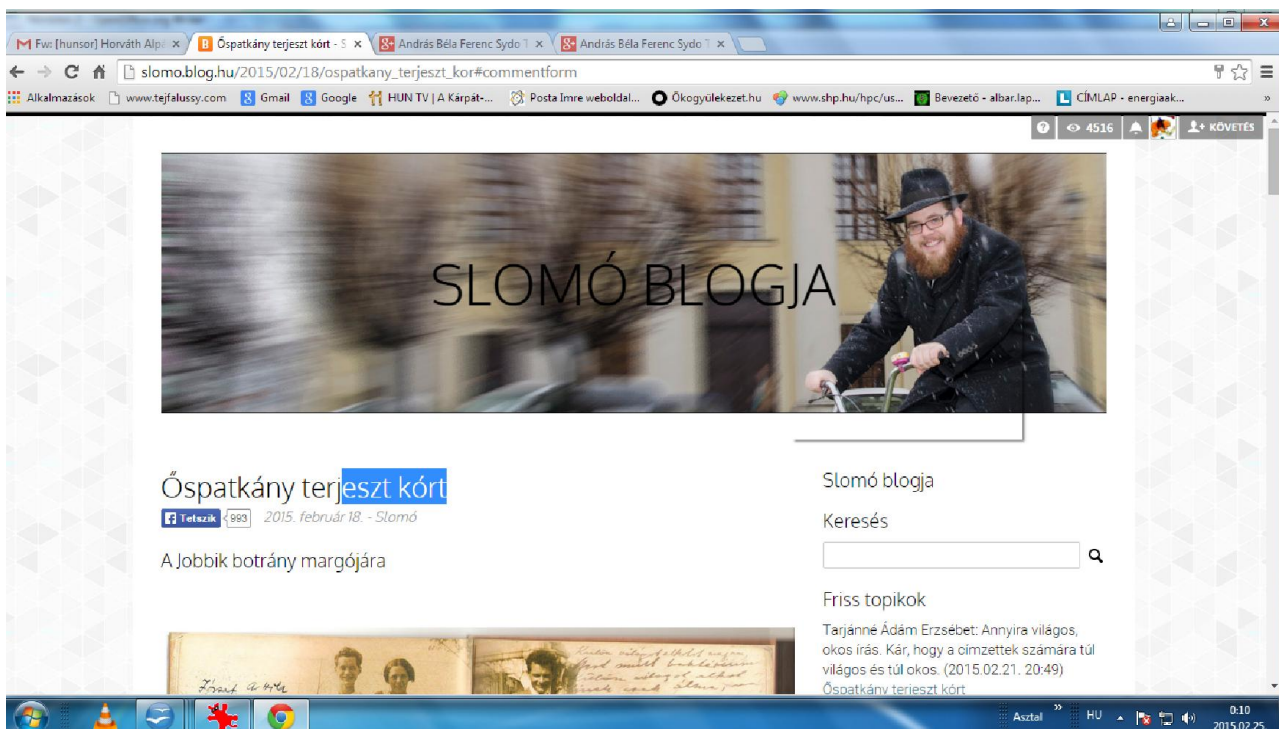 Fw: [hunsor] Horváth Alpá
Őspatkány terjeszt kórt - S
András Béla Ferenc Sydo T
András Béla Ferenc Sydo T
slomo.blog.hu/2015/02/18/ospatkany_terjeszt_kor#commentform
Alkalmazások www.tejfalussy.com Gmail Google HUN TV | A Kárpát-... Posta Imre weboldal... Ökogyülekezet.hu www.shp.hu/hpc/us... Bevezető - albar.lap... CÍMLAP - energiaak... »
4516 KÖVETÉS
SLOMÓ BLOGJA
Őspatkány terjeszt kórt
Tetszik 993 2015. február 18. - Slomó
A Jobbik botrány margójára
Slomó blogja
Keresés
Friss topikok
Tarjánné Ádám Erzsébet: Annyira világos,
okos írás. Kár, hogy a címzettek számára túl
világos és túl okos. (2015.02.21. 20:49)
Őspatkány terjeszt kórt
Asztal » HU 0:10
2015.02.25.